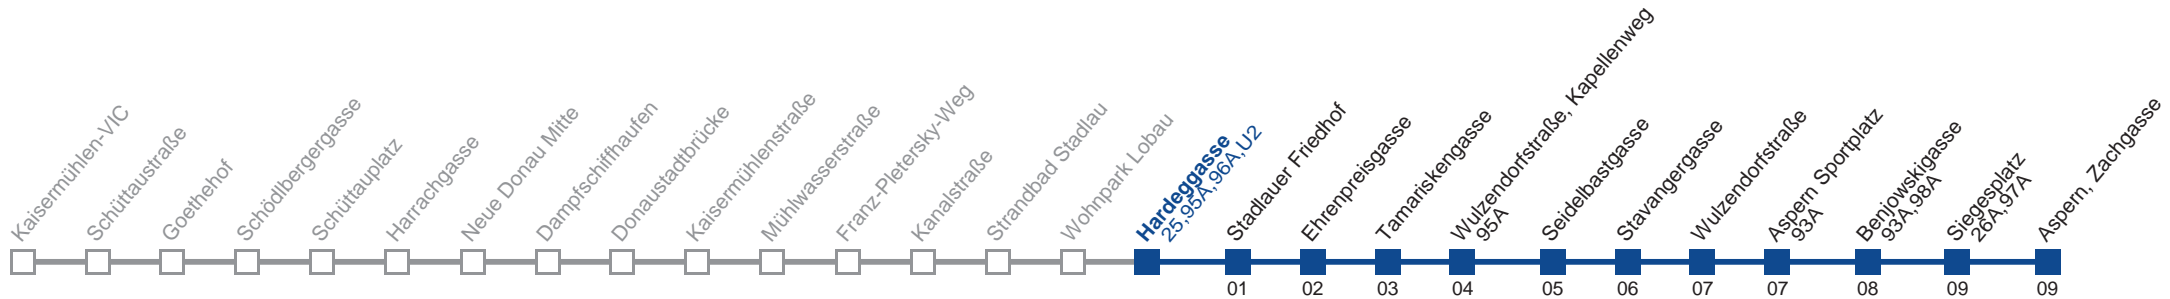 Kaisermühlen-VIC
Schüttaustraße
Goethehof
Schödlbergergasse
Schüttauplatz
Harrachgasse
Neue Donau Mitte
Dampfschiffhaufen
Donaustadtbrücke
Kaisermühlenstraße
Mühlwasserstraße
Franz-Pletersky-Weg
Kanalstraße
Strandbad Stadlau
Wohnpark Lobau
Hardeggasse
25,95A,96A,U2
Stadlauer Friedhof
Ehrenpreisgasse
Tamariskengasse
Wulzendorfstraße, Kapellenweg
95A
Seidelbastgasse
Stavangergasse
Wulzendorfstraße
Aspern Sportplatz
93A
Benjowskigasse
93A,98A
Siegesplatz
26A,97A
Aspern, Zachgasse
01 02 03 04 05 06 07 07 08 09 09